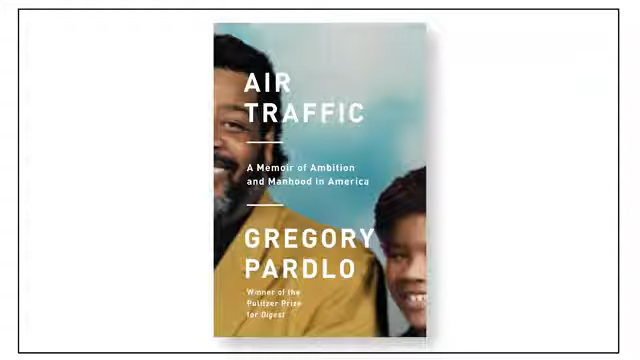 AIR
TRAFFIC
A Memoir of Ambition
and Manhood in America
GREGORY
PARDLO
Winner of the
Pulitzer Prize
for Digest